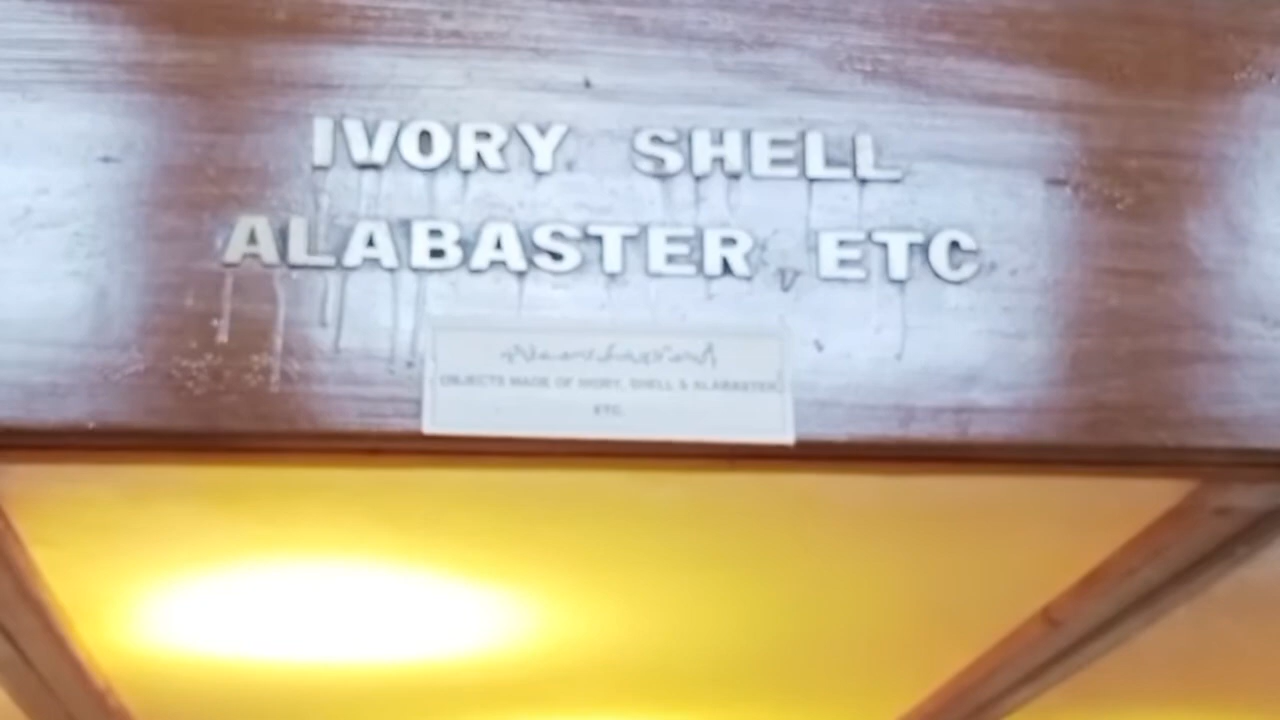 IVORY SHELL
ALABASTER, ETC
OBJECTS MADE OF IVORY, SHELL & ALABASTER
ETC.